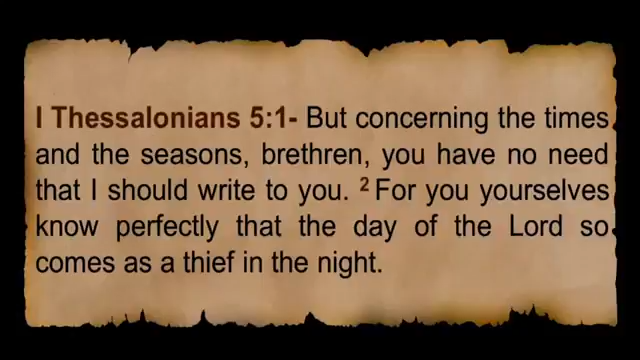 I Thessalonians 5:1- But concerning the times
and the seasons, brethren, you have no need
that I should write to you. 2 For you yourselves
know perfectly that the day of the Lord so
comes as a thief in the night.